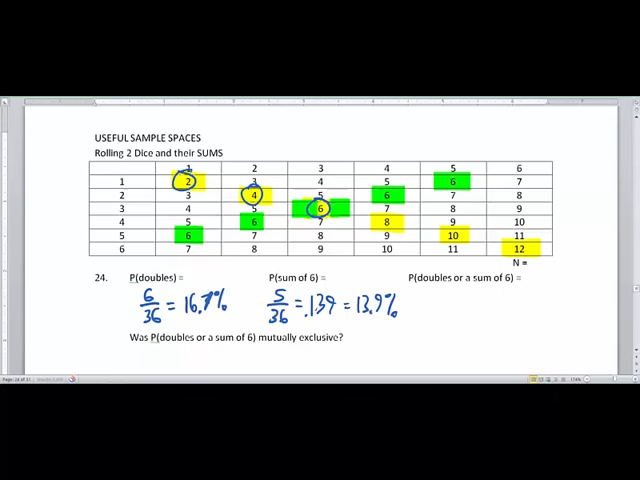 USEFUL SAMPLE SPACES
Rolling 2 Dice and their SUMS
1 2 3 4 5 6
1 2 3 4 5 6 7
2 3 4 5 6 7 8
3 4 5 6 7 8 9
4 5 6 7 8 9 10
5 6 7 8 9 10 11
6 7 8 9 10 11 12
N =
24. P(doubles) = P(sum of 6) = P(doubles or a sum of 6) =
6/36 = 16.7% 5/36 = .139 = 13.9%
Was P(doubles or a sum of 6) mutually exclusive?